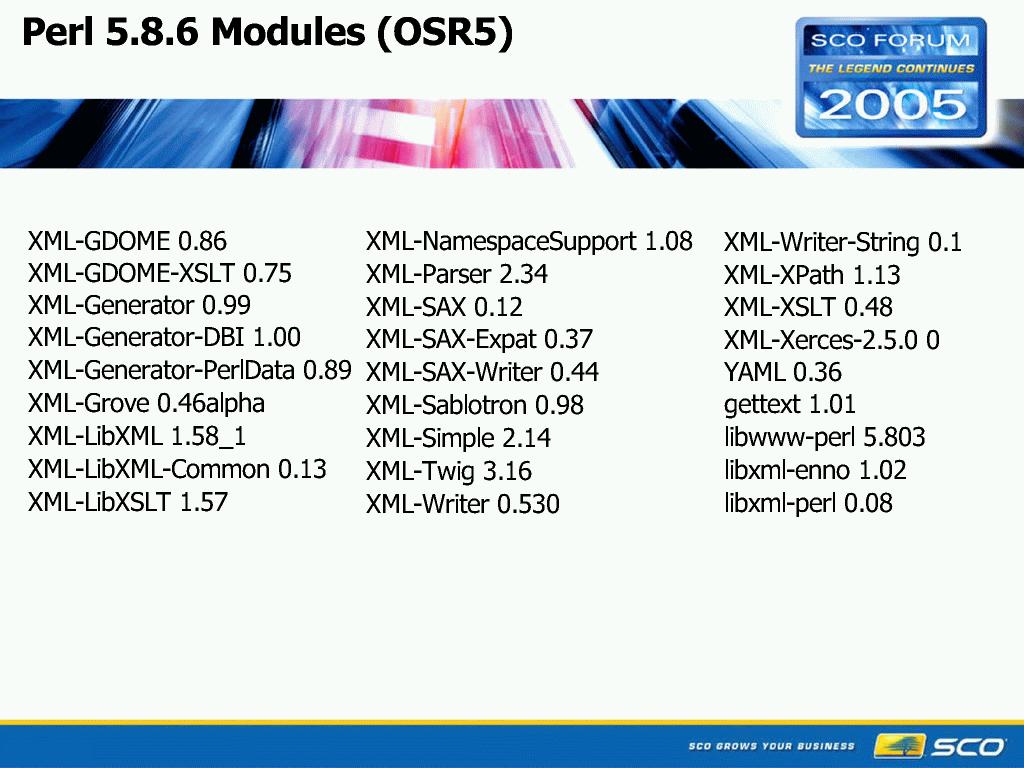 Perl 5.8.6 Modules (OSR5)
SCO FORUM
THE LEGEND CONTINUES
2005
XML-GDOME 0.86
XML-GDOME-XSLT 0.75
XML-Generator 0.99
XML-Generator-DBI 1.00
XML-Generator-PerlData 0.89
XML-Grove 0.46alpha
XML-LibXML 1.58_1
XML-LibXML-Common 0.13
XML-LibXSLT 1.57
XML-NamespaceSupport 1.08
XML-Parser 2.34
XML-SAX 0.12
XML-SAX-Expat 0.37
XML-SAX-Writer 0.44
XML-Sablotron 0.98
XML-Simple 2.14
XML-Twig 3.16
XML-Writer 0.530
XML-Writer-String 0.1
XML-XPath 1.13
XML-XSLT 0.48
XML-Xerces-2.5.0 0
YAML 0.36
gettext 1.01
libwww-perl 5.803
libxml-enno 1.02
libxml-perl 0.08
SCO GROWS YOUR BUSINESS
SCO